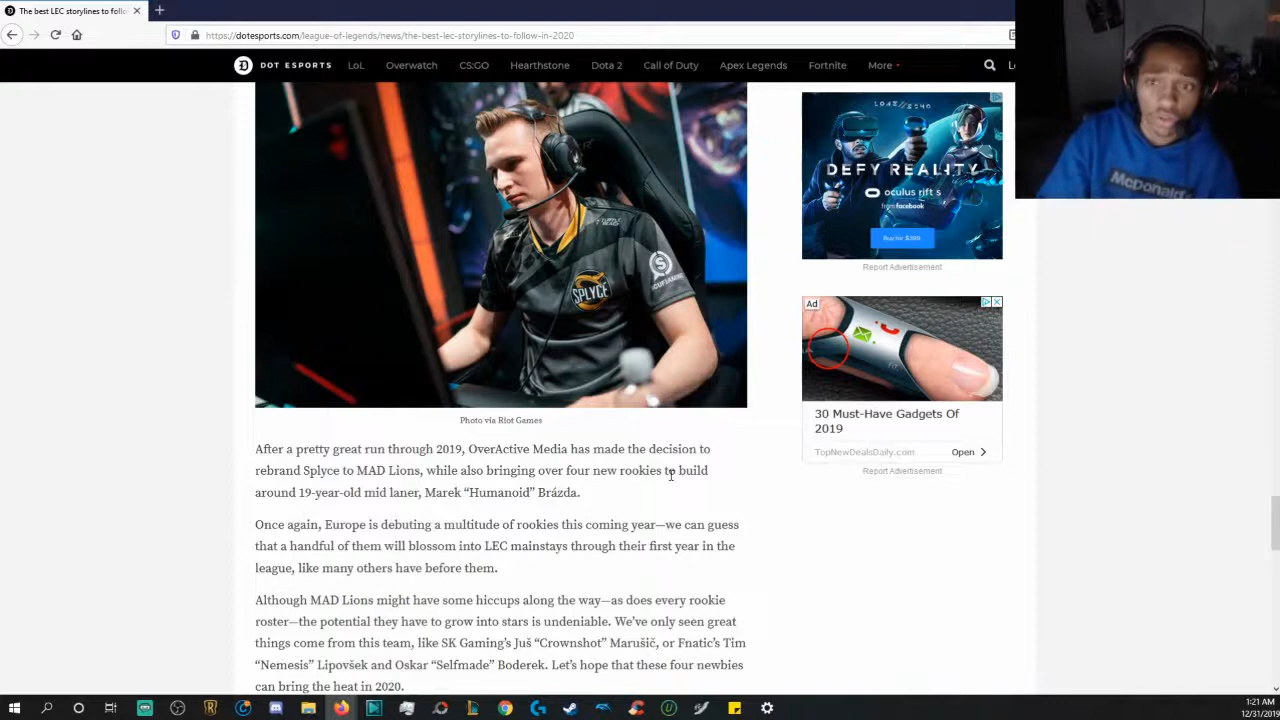 The best LEC storylines to follo
https://dotesports.com/league-of-legends/news/the-best-lec-storylines-to-follow-in-2020
DOT ESPORTS LoL Overwatch CS:GO Hearthstone Dota 2 Call of Duty Apex Legends Fortnite More
DEFY REALITY
oculus rift s
from facebook
Report Advertisement
McDonald's
SPLYCE
Photo via Riot Games
Ad
30 Must-Have Gadgets Of
2019
TopNewDealsDaily.com Open
Report Advertisement
After a pretty great run through 2019, OverActive Media has made the decision to
rebrand Splyce to MAD Lions, while also bringing over four new rookies to build
around 19-year-old mid laner, Marek “Humanoid” Brázda.
Once again, Europe is debuting a multitude of rookies this coming year—we can guess
that a handful of them will blossom into LEC mainstays through their first year in the
league, like many others have before them.
Although MAD Lions might have some hiccups along the way—as does every rookie
roster—the potential they have to grow into stars is undeniable. We’ve only seen great
things come from this team, like SK Gaming’s Juš “Crownshot” Marušič, or Fnatic’s Tim
“Nemesis” Lipovšek and Oskar “Selfmade” Boderek. Let’s hope that these four newbies
can bring the heat in 2020.
1:21 AM
12/31/2019